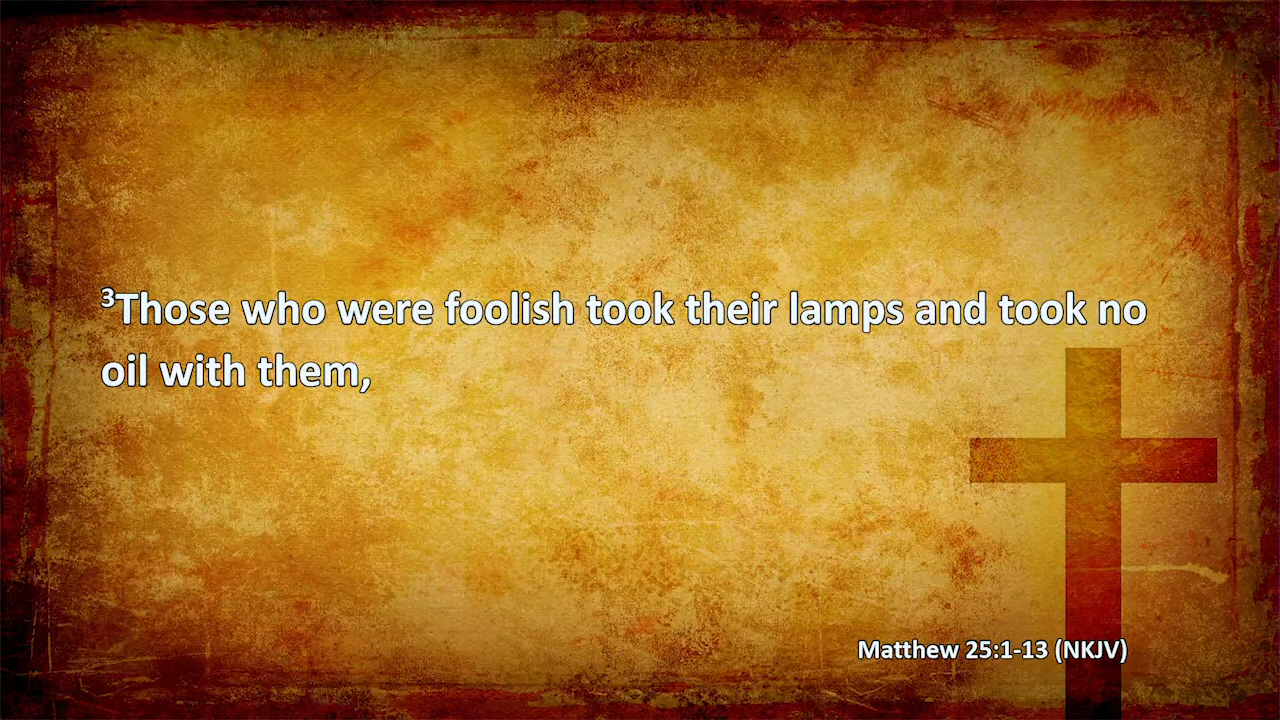 ³Those who were foolish took their lamps and took no
oil with them,
Matthew 25:1-13 (NKJV)